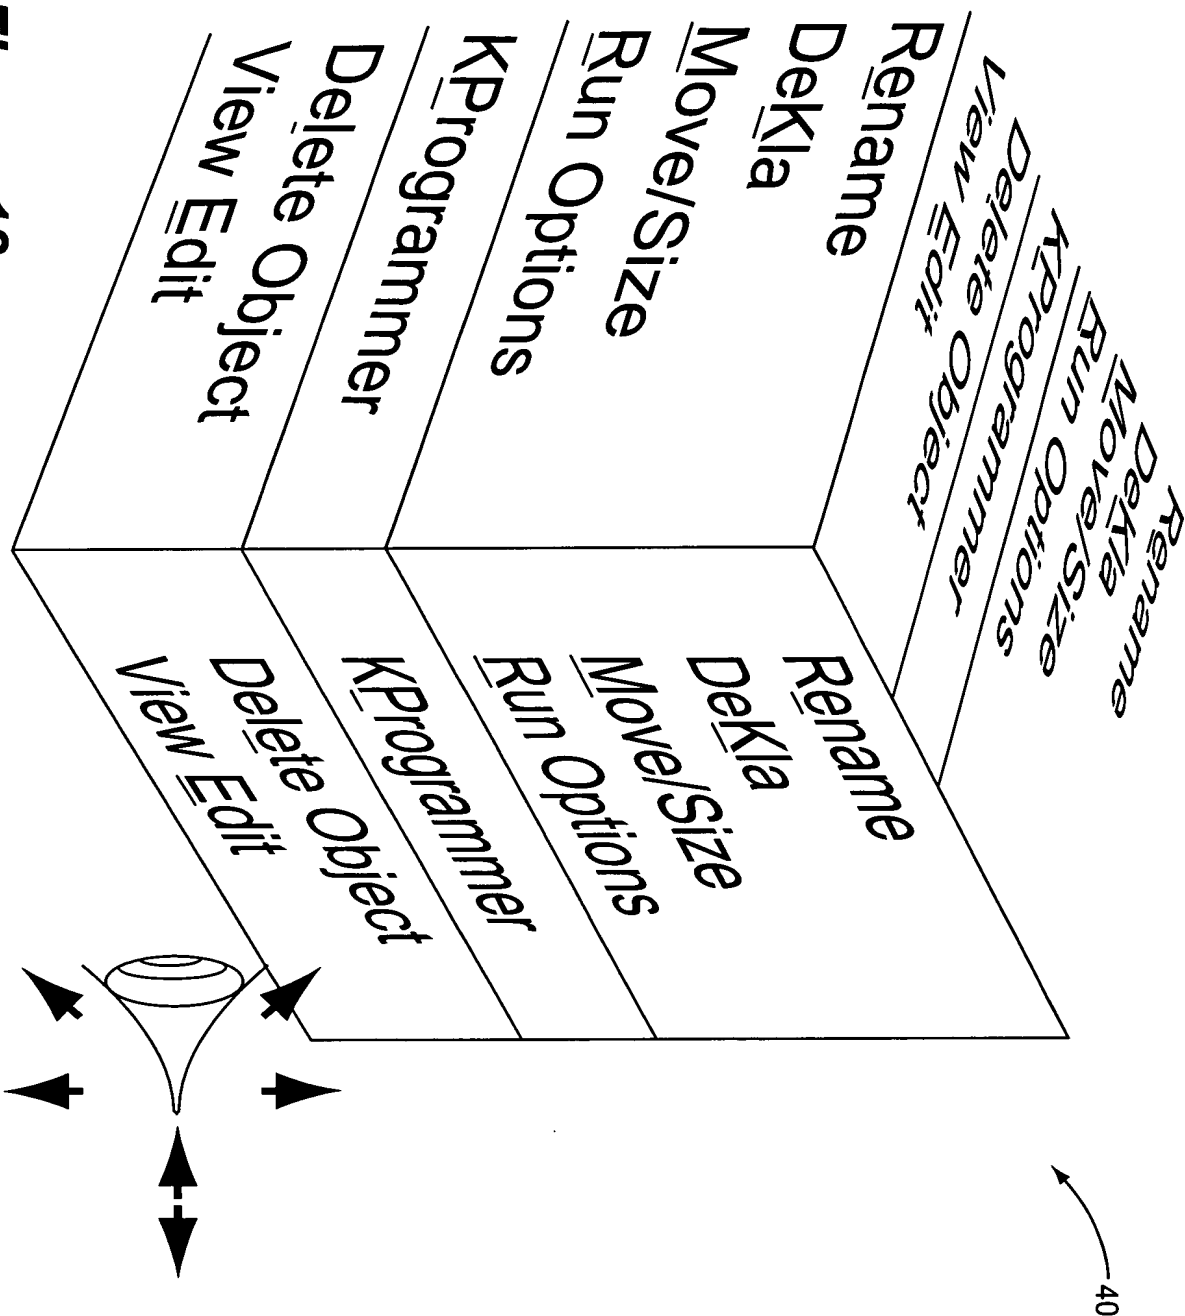 40
Rename
DeKla
Move/Size
Run Options
KProgrammer
Delete Object
View Edit
Rename
DeKla
Move/Size
Run Options
KProgrammer
Delete Object
View Edit
Rename
DeKla
Move/Size
Run Options
KProgrammer
Delete Object
View Edit